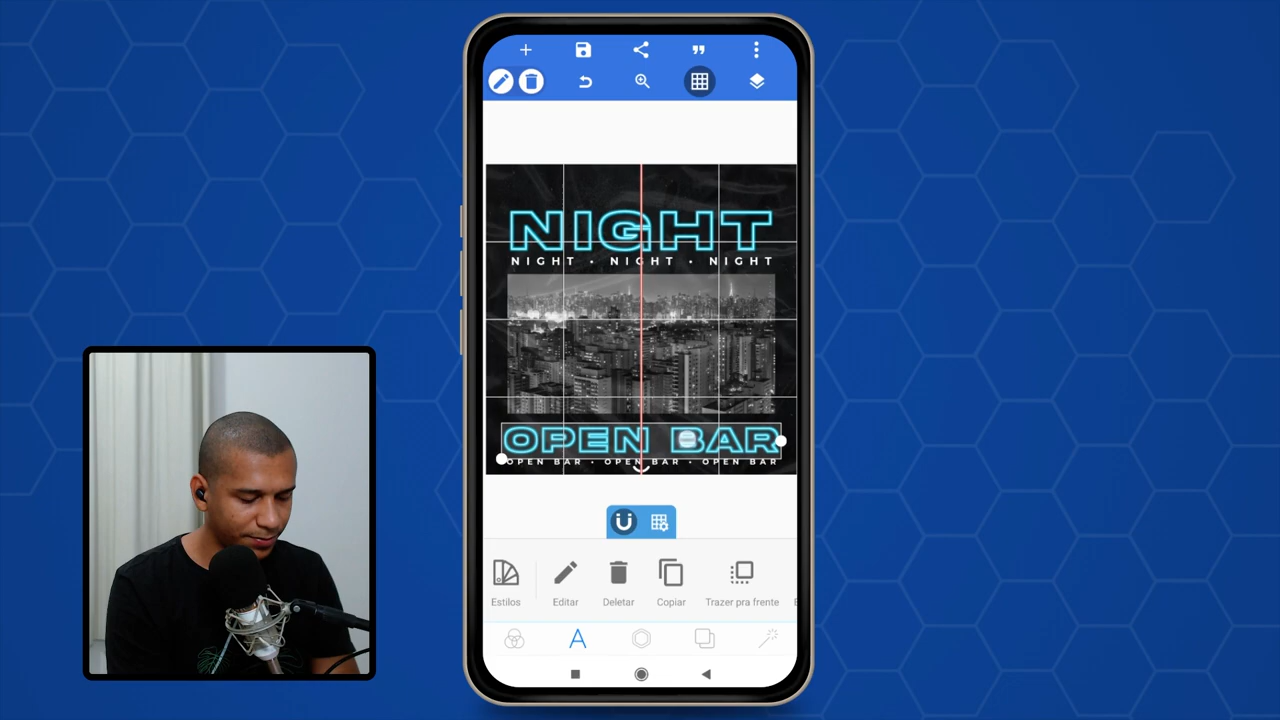 NIGHT
NIGHT • NIGHT • NIGHT
OPEN BAR
OPEN BAR • OPEN BAR • OPEN BAR
Estilos
Editar
Deletar
Copiar
Trazer pra frente